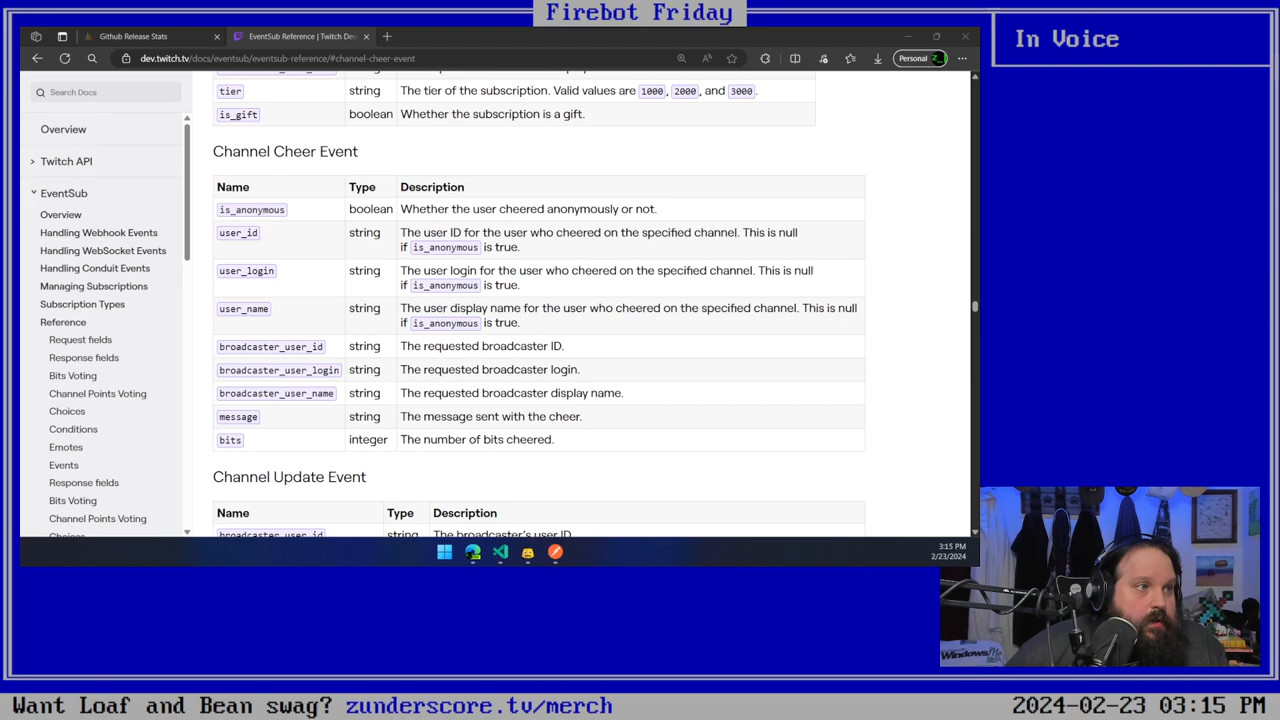 Firebot Friday
In Voice
Github Release Stats
EventSub Reference | Twitch Dev
dev.twitch.tv/docs/eventsub/eventsub-reference/#channel-cheer-event
Personal
Search Docs
Overview
Twitch API
EventSub
Overview
Handling Webhook Events
Handling WebSocket Events
Handling Conduit Events
Managing Subscriptions
Subscription Types
Reference
Request fields
Response fields
Bits Voting
Channel Points Voting
Choices
Conditions
Emotes
Events
Response fields
Bits Voting
Channel Points Voting
tier string The tier of the subscription. Valid values are 1000, 2000, and 3000.
is_gift boolean Whether the subscription is a gift.
Channel Cheer Event
Name Type Description
is_anonymous boolean Whether the user cheered anonymously or not.
user_id string The user ID for the user who cheered on the specified channel. This is null
if is_anonymous is true.
user_login string The user login for the user who cheered on the specified channel. This is null
if is_anonymous is true.
user_name string The user display name for the user who cheered on the specified channel. This is null
if is_anonymous is true.
broadcaster_user_id string The requested broadcaster ID.
broadcaster_user_login string The requested broadcaster login.
broadcaster_user_name string The requested broadcaster display name.
message string The message sent with the cheer.
bits integer The number of bits cheered.
Channel Update Event
Name Type Description
broadcaster_user_id string The broadcaster's user ID
3:15 PM
2/23/2024
Windows
Want Loaf and Bean swag? zunderscore.tv/merch
2024-02-23 03:15 PM